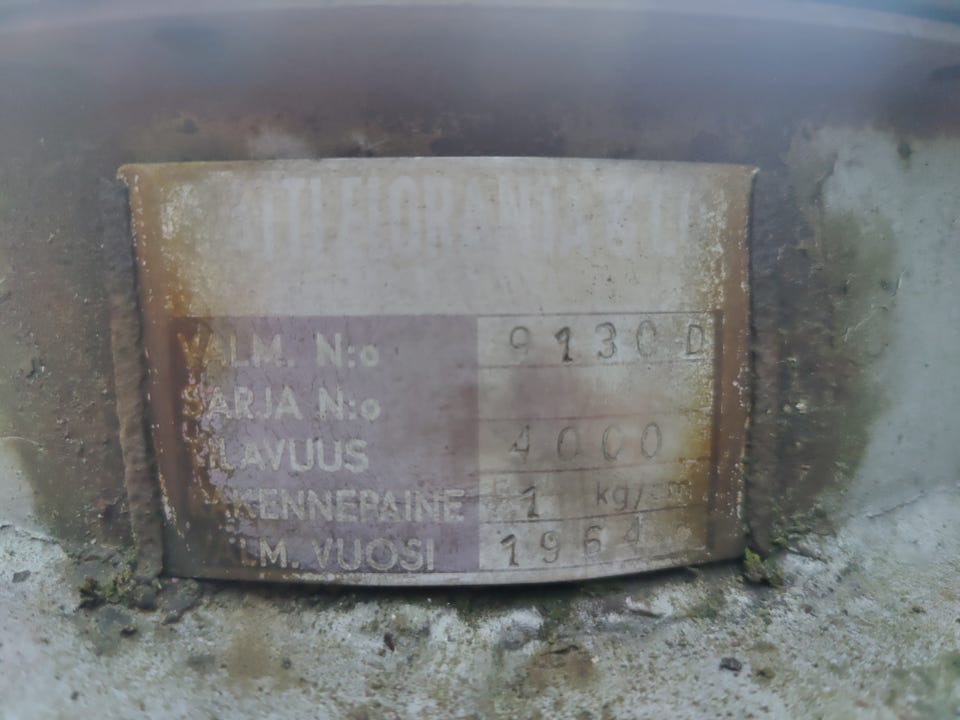 VALM. N:o 9130 D
SARJA N:o
TILAVUUS 4000
RAKENNEPAINE 1 kg/cm
VALM. VUOSI 1964